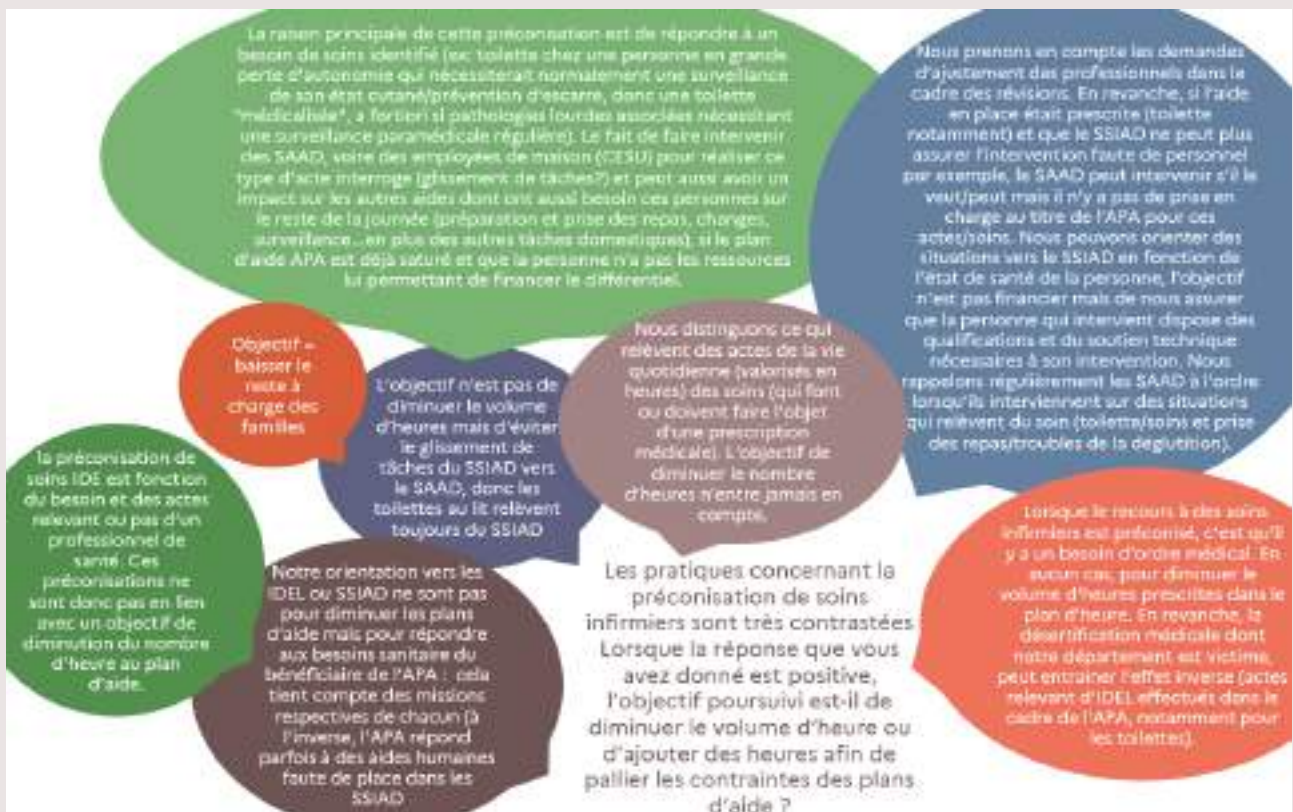 La raison principale de cette préconisation est de répondre à un
besoin de soins identifié (ex: toilette chez une personne en grande
perte d'autonomie qui nécessiterait normalement une surveillance
de son état cutané/prévention d'escarre, donc une toilette
"médicalisée", a fortiori si pathologies lourdes associées nécessitant
une surveillance paramédicale régulière). Le fait de faire intervenir
des SAAD, voire des employées de maison (CESU) pour réaliser ce
type d'acte interroge (glissement de tâches?) et peut aussi avoir un
impact sur les autres aides dont ont aussi besoin ces personnes sur
le reste de la journée (préparation et prise des repas, changes,
surveillance...en plus des autres tâches domestiques), si le plan
d'aide APA est déjà saturé et que la personne n'a pas les ressources
lui permettant de financer le différentiel.
Nous prenons en compte les demandes
d'ajustement des professionnels dans le
cadre des révisions. En revanche, si l'aide
en place était prescrite (toilette
notamment) et que le SSIAD ne peut plus
assurer l'intervention faute de personnel
par exemple, le SAAD peut intervenir s'il le
veut/peut mais il n'y a pas de prise en
charge au titre de l'APA pour ces
actes/soins. Nous pouvons orienter des
situations vers le SSIAD en fonction de
l'état de santé de la personne, l'objectif
n'est pas financier mais de nous assurer
que la personne qui intervient dispose des
qualifications et du soutien technique
nécessaires à son intervention. Nous
rappelons régulièrement les SAAD à l'ordre
lorsqu'ils interviennent sur des situations
qui relèvent du soin (toilette/soins et prise
des repas/troubles de la déglutition).
Objectif =
baisser le
reste à
charge des
familles
L'objectif n'est pas de
diminuer le volume
d'heures mais d'éviter
le glissement de
tâches du SSIAD vers
le SAAD, donc les
toilettes au lit relèvent
toujours du SSIAD
Nous distinguons ce qui
relèvent des actes de la vie
quotidienne (valorisés en
heures) des soins (qui font
ou doivent faire l'objet
d'une prescription
médicale). L'objectif de
diminuer le nombre
d'heures n'entre jamais en
compte.
la préconisation de
soins IDE est fonction
du besoin et des actes
relevant ou pas d'un
professionnel de
santé. Ces
préconisations ne
sont donc pas en lien
avec un objectif de
diminution du nombre
d'heure au plan
d'aide.
Notre orientation vers les
IDEL ou SSIAD ne sont pas
pour diminuer les plans
d'aide mais pour répondre
aux besoins sanitaire du
bénéficiaire de l'APA : cela
tient compte des missions
respectives de chacun (à
l'inverse, l'APA répond
parfois à des aides humaines
faute de place dans les
SSIAD
Les pratiques concernant la
préconisation de soins
infirmiers sont très contrastées
Lorsque la réponse que vous
avez donné est positive,
l'objectif poursuivi est-il de
diminuer le volume d'heure ou
d'ajouter des heures afin de
pallier les contraintes des plans
d'aide ?
Lorsque le recours à des soins
infirmiers est préconisé, c'est qu'il
y a un besoin d'ordre médical. En
aucun cas, pour diminuer le
volume d'heures prescrites dans le
plan d'heure. En revanche, la
désertification médicale dont
notre département est victime,
peut entrainer l'effes inverse (actes
relevant d'IDEL effectués dans le
cadre de l'APA, notamment pour
les toilettes).